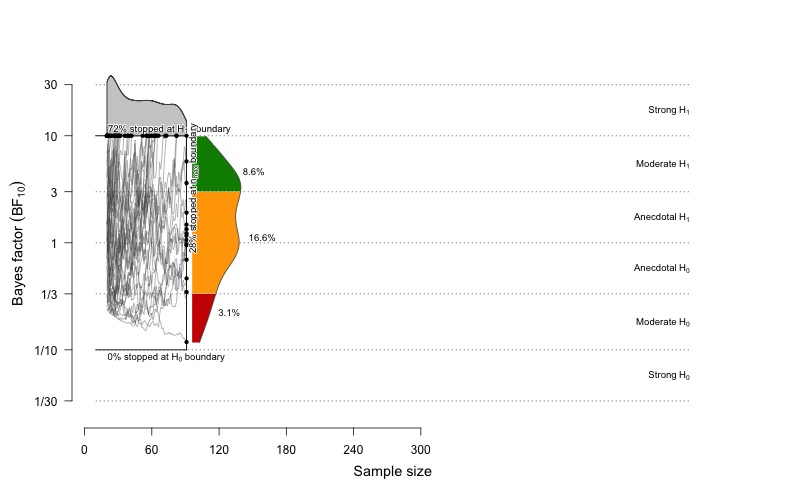 30
10
3
1
1/3
1/10
1/30
Bayes factor (BF₁₀)
72% stopped at H boundary
28% stopped at nmax boundary
8.6%
16.6%
3.1%
0% stopped at H₀ boundary
Strong H₁
Moderate H₁
Anecdotal H₁
Anecdotal H₀
Moderate H₀
Strong H₀
0 60 120 180 240 300
Sample size